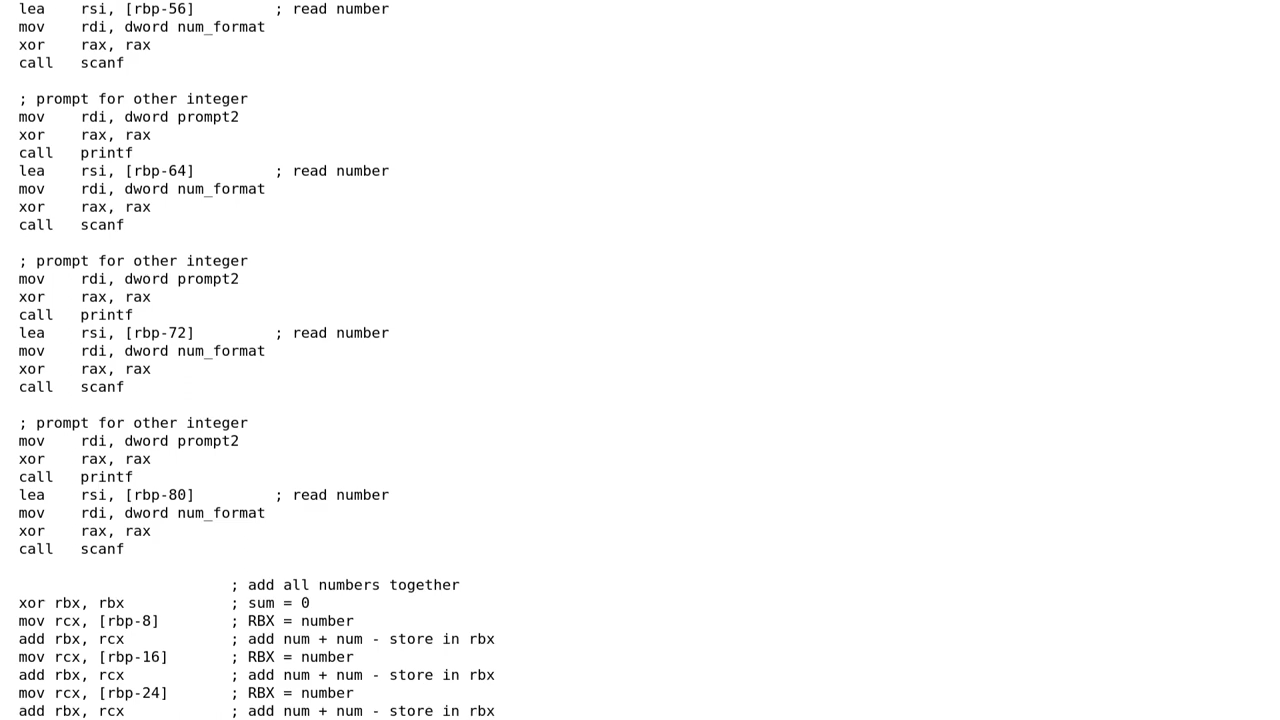 lea    rsi, [rbp-56]         ; read number
mov    rdi, dword num_format
xor    rax, rax
call   scanf

; prompt for other integer
mov    rdi, dword prompt2
xor    rax, rax
call   printf
lea    rsi, [rbp-64]         ; read number
mov    rdi, dword num_format
xor    rax, rax
call   scanf

; prompt for other integer
mov    rdi, dword prompt2
xor    rax, rax
call   printf
lea    rsi, [rbp-72]         ; read number
mov    rdi, dword num_format
xor    rax, rax
call   scanf

; prompt for other integer
mov    rdi, dword prompt2
xor    rax, rax
call   printf
lea    rsi, [rbp-80]         ; read number
mov    rdi, dword num_format
xor    rax, rax
call   scanf

                        ; add all numbers together
xor rbx, rbx            ; sum = 0
mov rcx, [rbp-8]        ; RBX = number
add rbx, rcx            ; add num + num - store in rbx
mov rcx, [rbp-16]       ; RBX = number
add rbx, rcx            ; add num + num - store in rbx
mov rcx, [rbp-24]       ; RBX = number
add rbx, rcx            ; add num + num - store in rbx